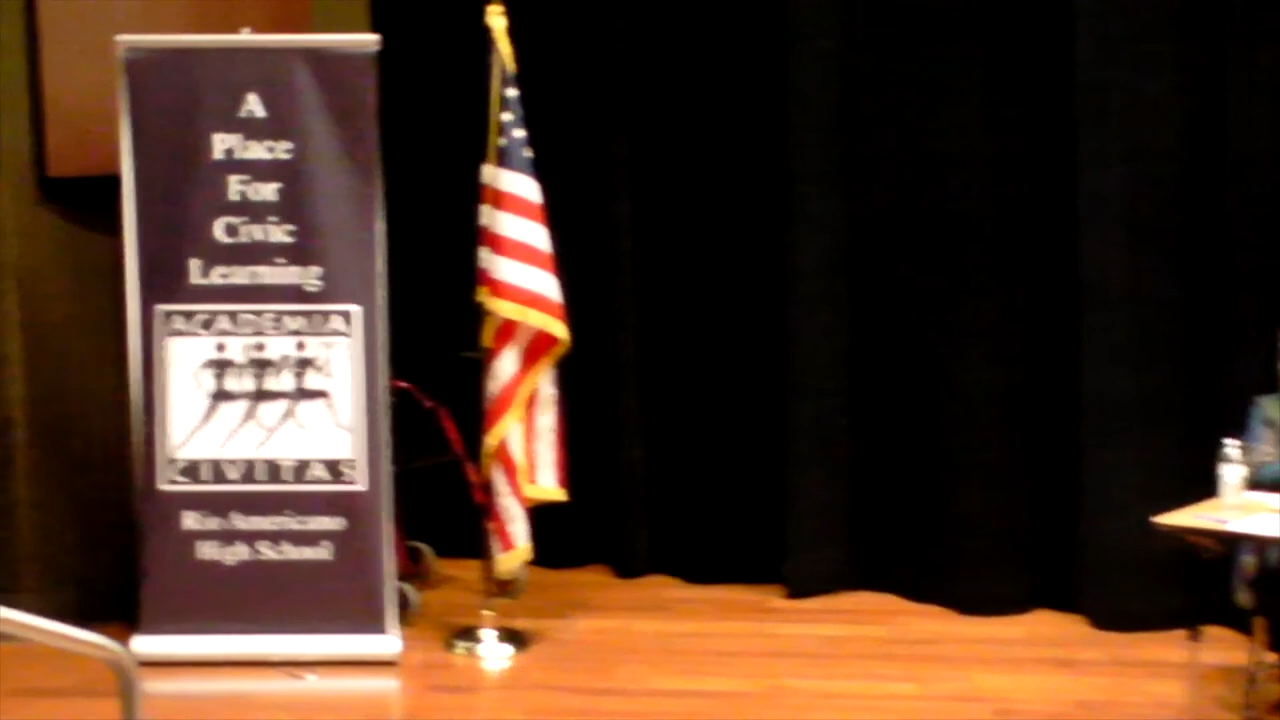 A
Place
For
Civic
Learning
ACADEMIA
CIVITAS
Rio Americano
High School